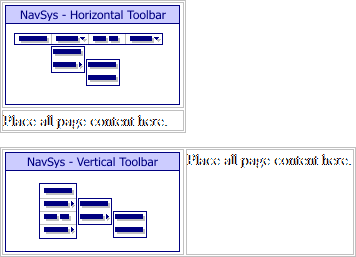 NavSys - Horizontal Toolbar
Place all page content here.
NavSys - Vertical Toolbar
Place all page content here.